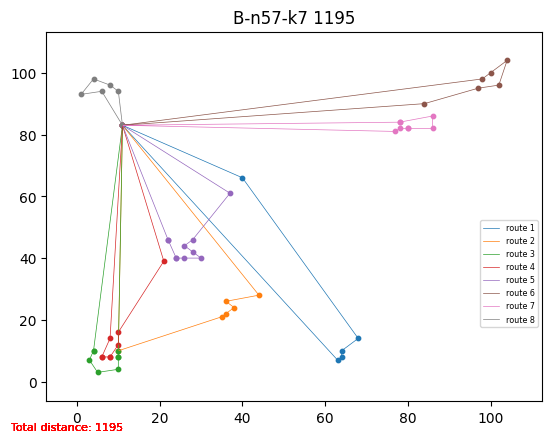 B-n57-k7 1195
100
80
60
40
20
0
0 20 40 60 80 100
route 1
route 2
route 3
route 4
route 5
route 6
route 7
route 8
Total distance: 1195